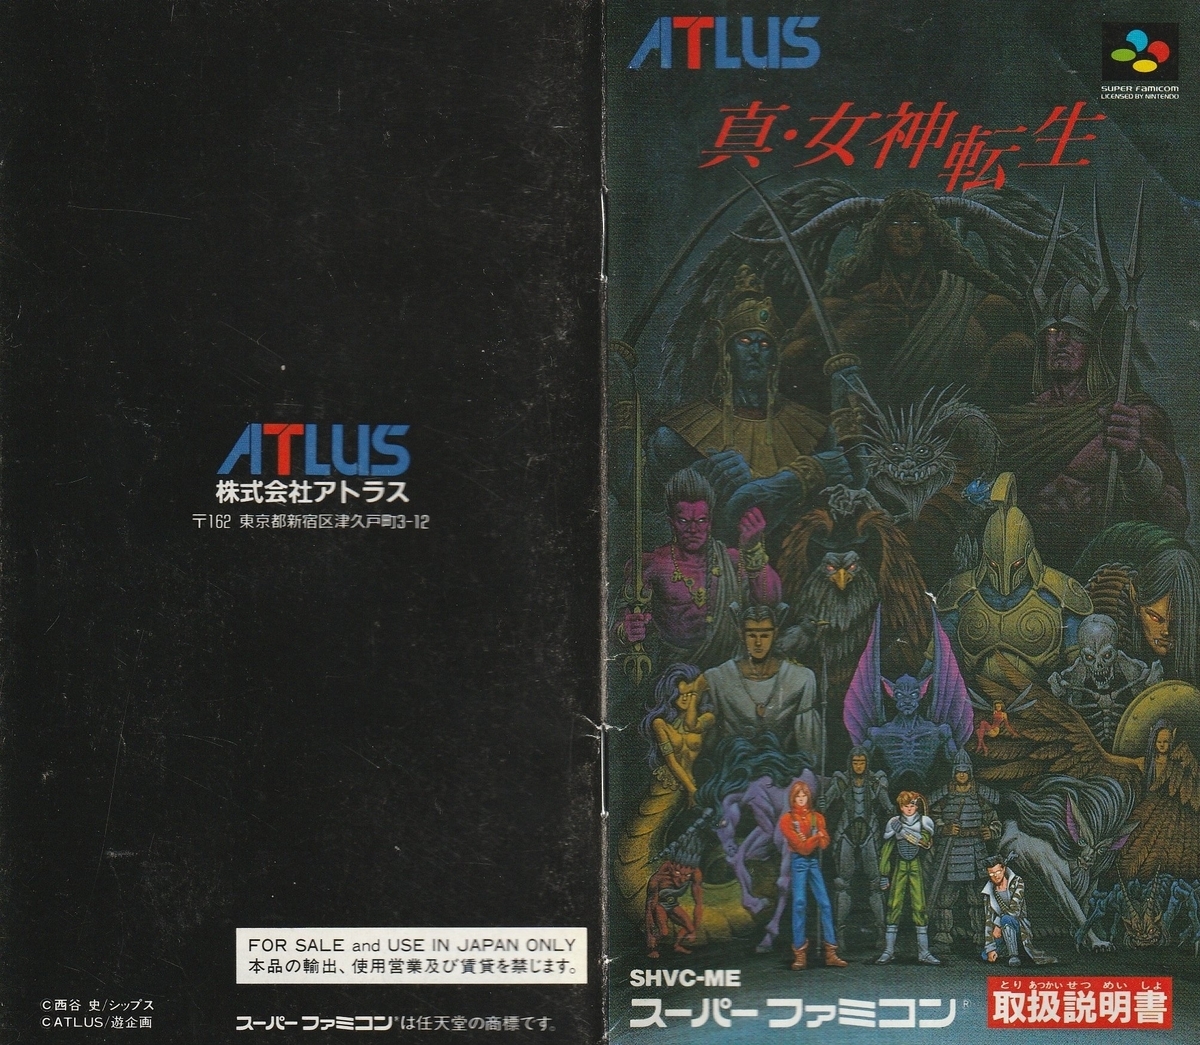 ATLUS
株式会社アトラス
〒162 東京都新宿区津久戸町3-12
FOR SALE and USE IN JAPAN ONLY
本品の輸出、使用営業及び賃貸を禁じます。
©西谷 史/シップス
©ATLUS/遊企画
スーパーファミコン®は任天堂の商標です。
ATLUS
SUPER FAMICOM
LICENSED BY NINTENDO
真・女神転生
SHVC-ME
スーパーファミコン®
とり あつかい せつ めい しょ
取扱説明書